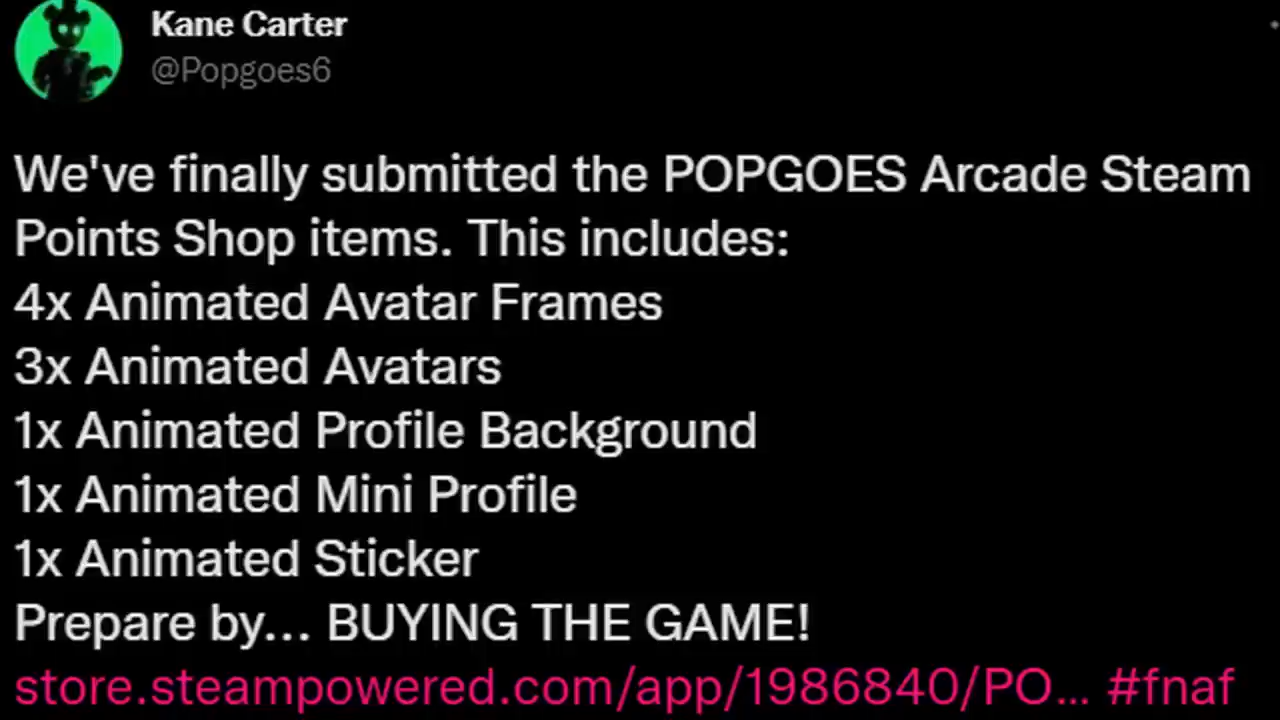 Kane Carter
@Popgoes6
We've finally submitted the POPGOES Arcade Steam
Points Shop items. This includes:
4x Animated Avatar Frames
3x Animated Avatars
1x Animated Profile Background
1x Animated Mini Profile
1x Animated Sticker
Prepare by... BUYING THE GAME!
store.steampowered.com/app/1986840/PO... #fnaf